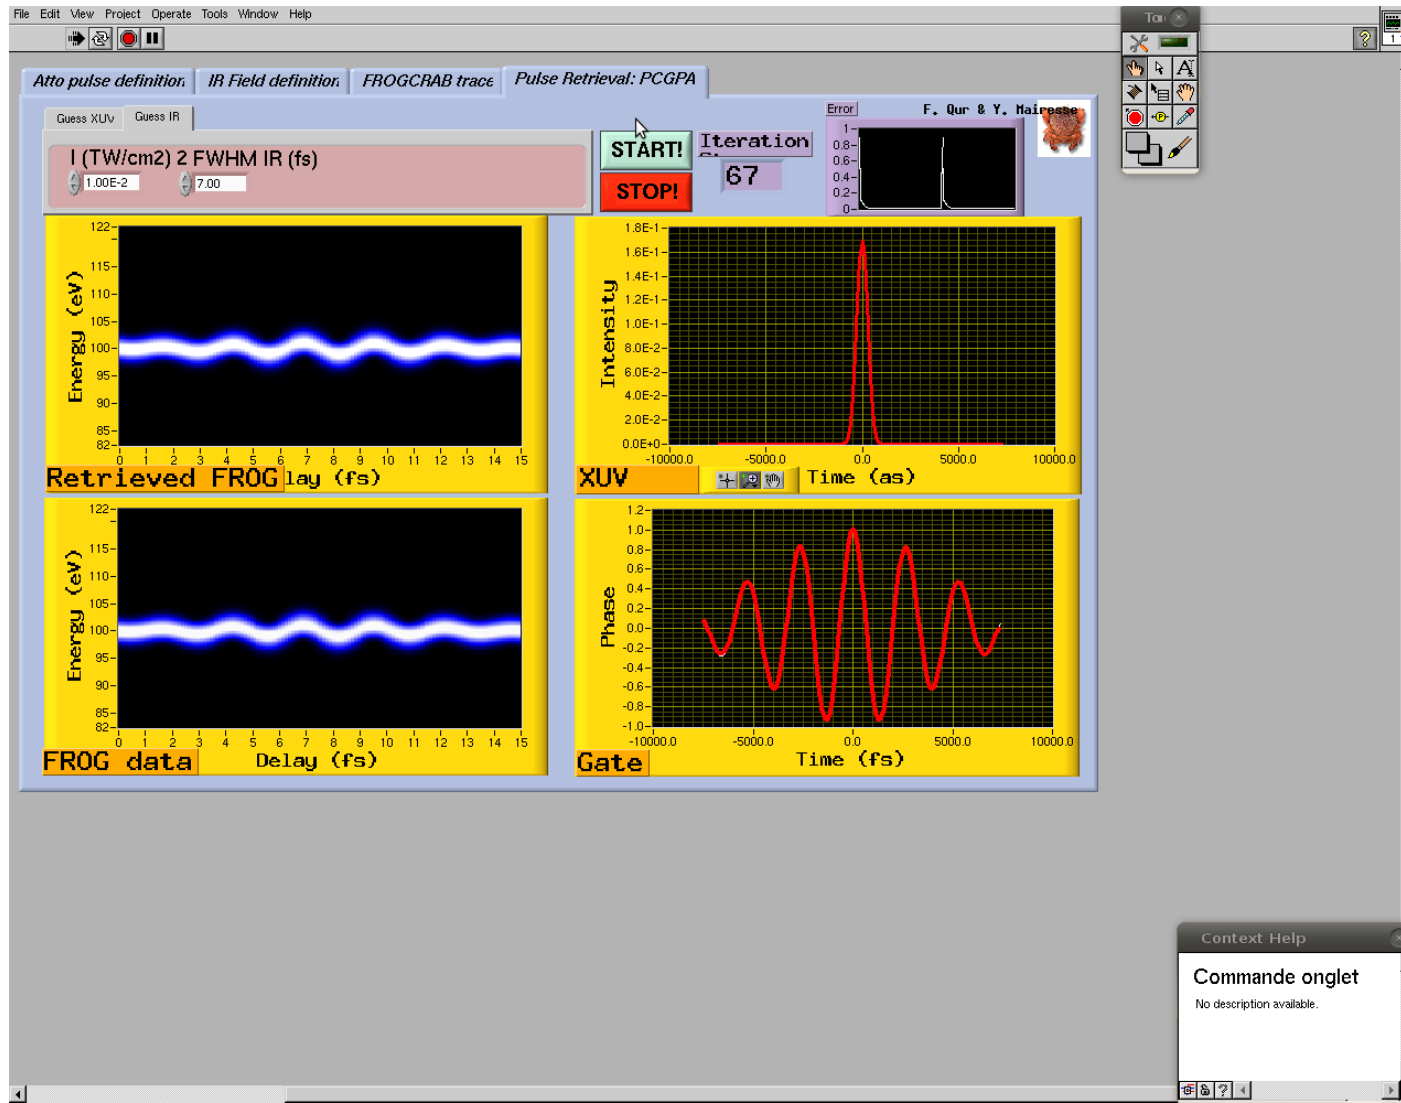 File Edit View Project Operate Tools Window Help
Atto pulse definition IR Field definition FROGCRAB trace Pulse Retrieval: PCGPA
Guess XUV Guess IR
I (TW/cm2) 2 FWHM IR (fs)
1.00E-2 7.00
START!
STOP!
Iteration
67
Error
F. Qur & Y. Mairesse
1
0.8
0.6
0.4
0.2
0
122
115
110
105
100
95
90
85
82
Energy (eV)
0 1 2 3 4 5 6 7 8 9 10 11 12 13 14 15
Retrieved FROG lay (fs)
1.8E-1
1.6E-1
1.4E-1
1.2E-1
1.0E-1
8.0E-2
6.0E-2
4.0E-2
2.0E-2
0.0E+0
Intensity
-10000.0 -5000.0 0.0 5000.0 10000.0
XUV Time (as)
122
115
110
105
100
95
90
85
82
Energy (eV)
0 1 2 3 4 5 6 7 8 9 10 11 12 13 14 15
FROG data Delay (fs)
1.2
1.0
0.8
0.6
0.4
0.2
0.0
-0.2
-0.4
-0.6
-0.8
-1.0
Phase
-10000.0 -5000.0 0.0 5000.0 10000.0
Gate Time (fs)
Context Help
Commande onglet
No description available.